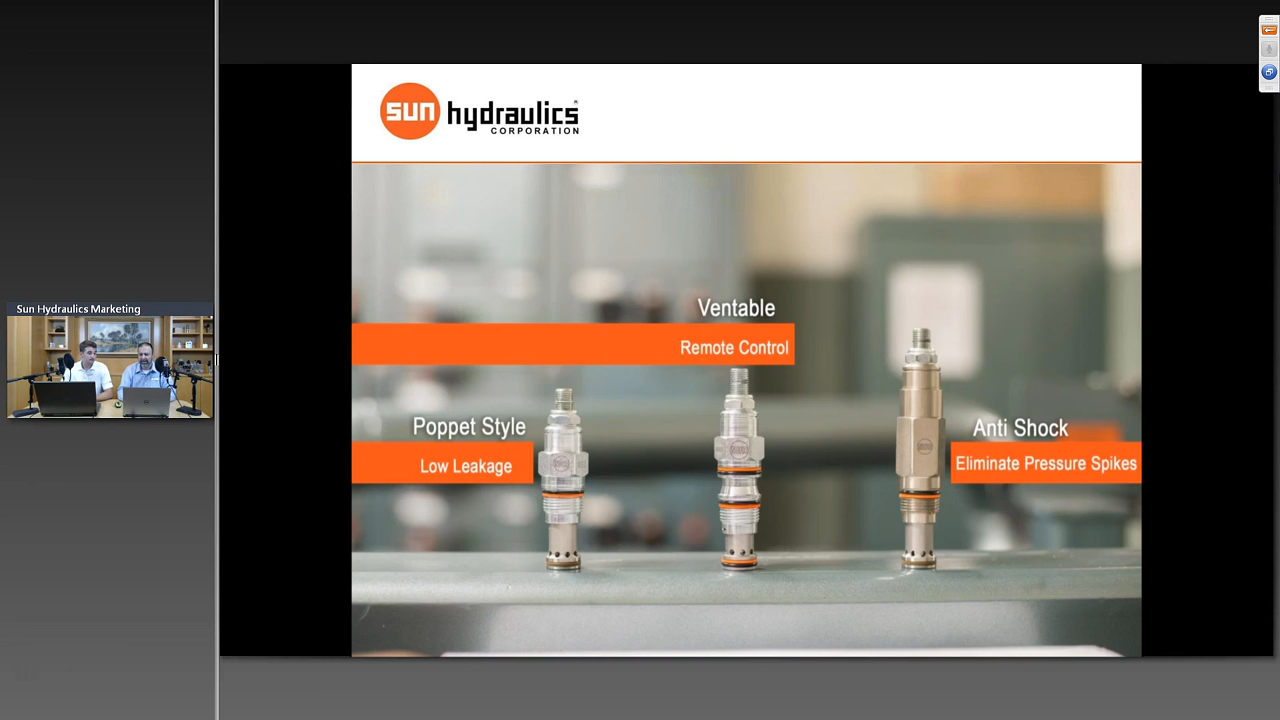 Sun Hydraulics Marketing
sun hydraulics
CORPORATION
Ventable
Remote Control
Poppet Style
Low Leakage
Anti Shock
Eliminate Pressure Spikes